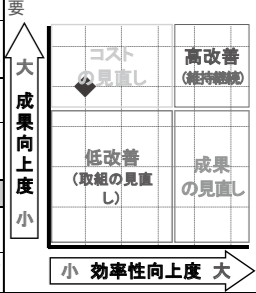 要
大
成果向上度
小
コスト
の見直し
高改善
(維持継続)
低改善
(取組の見直
し)
成果
の見直し
小 効率性向上度 大